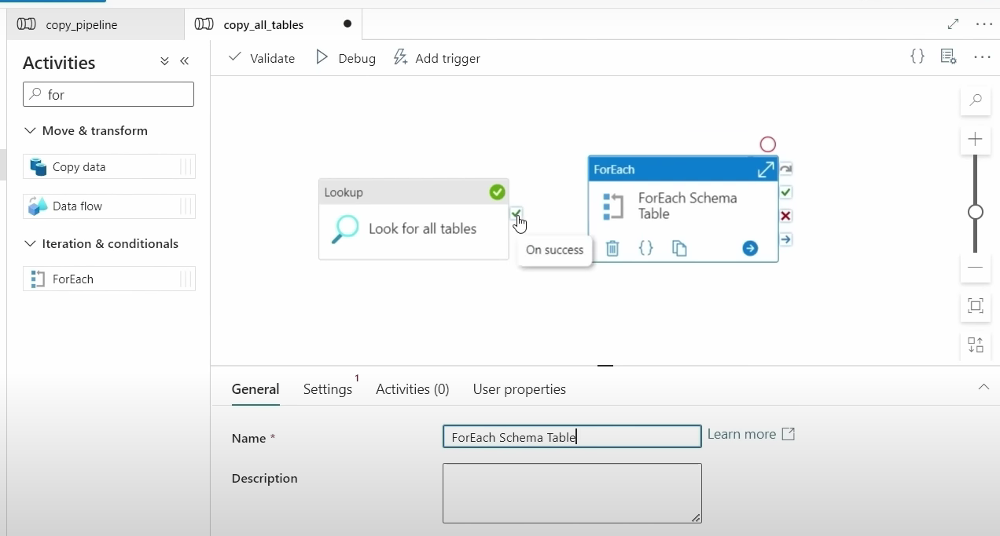 copy_pipeline
copy_all_tables
Activities
Validate
Debug
Add trigger
{}
for
Move & transform
Copy data
Data flow
Iteration & conditionals
ForEach
Lookup
Look for all tables
On success
ForEach
ForEach Schema
Table
{}
General
Settings 1
Activities (0)
User properties
Name *
ForEach Schema Table
Learn more
Description